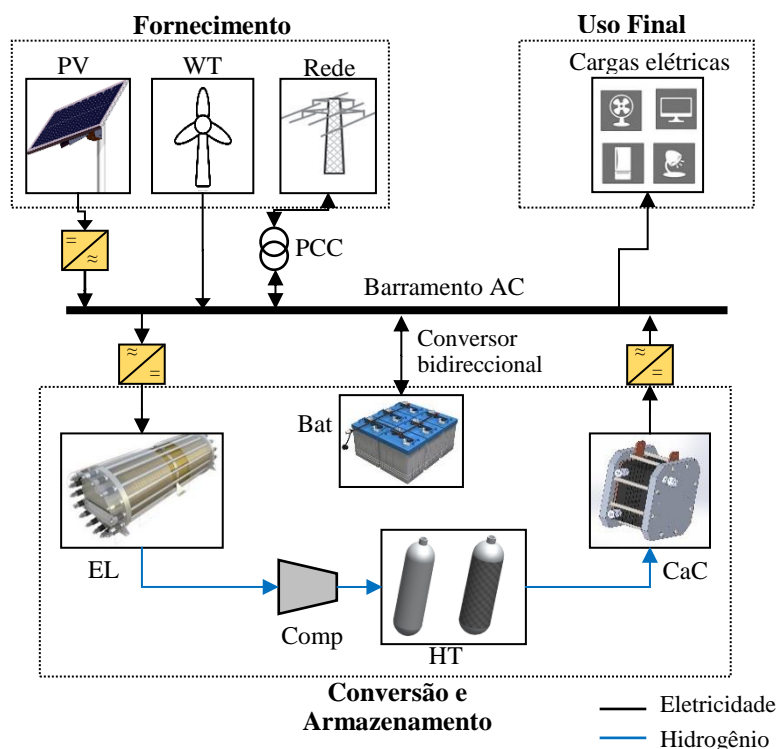 Fornecimento
Uso Final
PV
WT
Rede
Cargas elétricas
=
≈
PCC
Barramento AC
≈
=
Conversor
bidireccional
≈
=
Bat
EL
CaC
Comp
HT
Conversão e
Armazenamento
Eletricidade
Hidrogênio